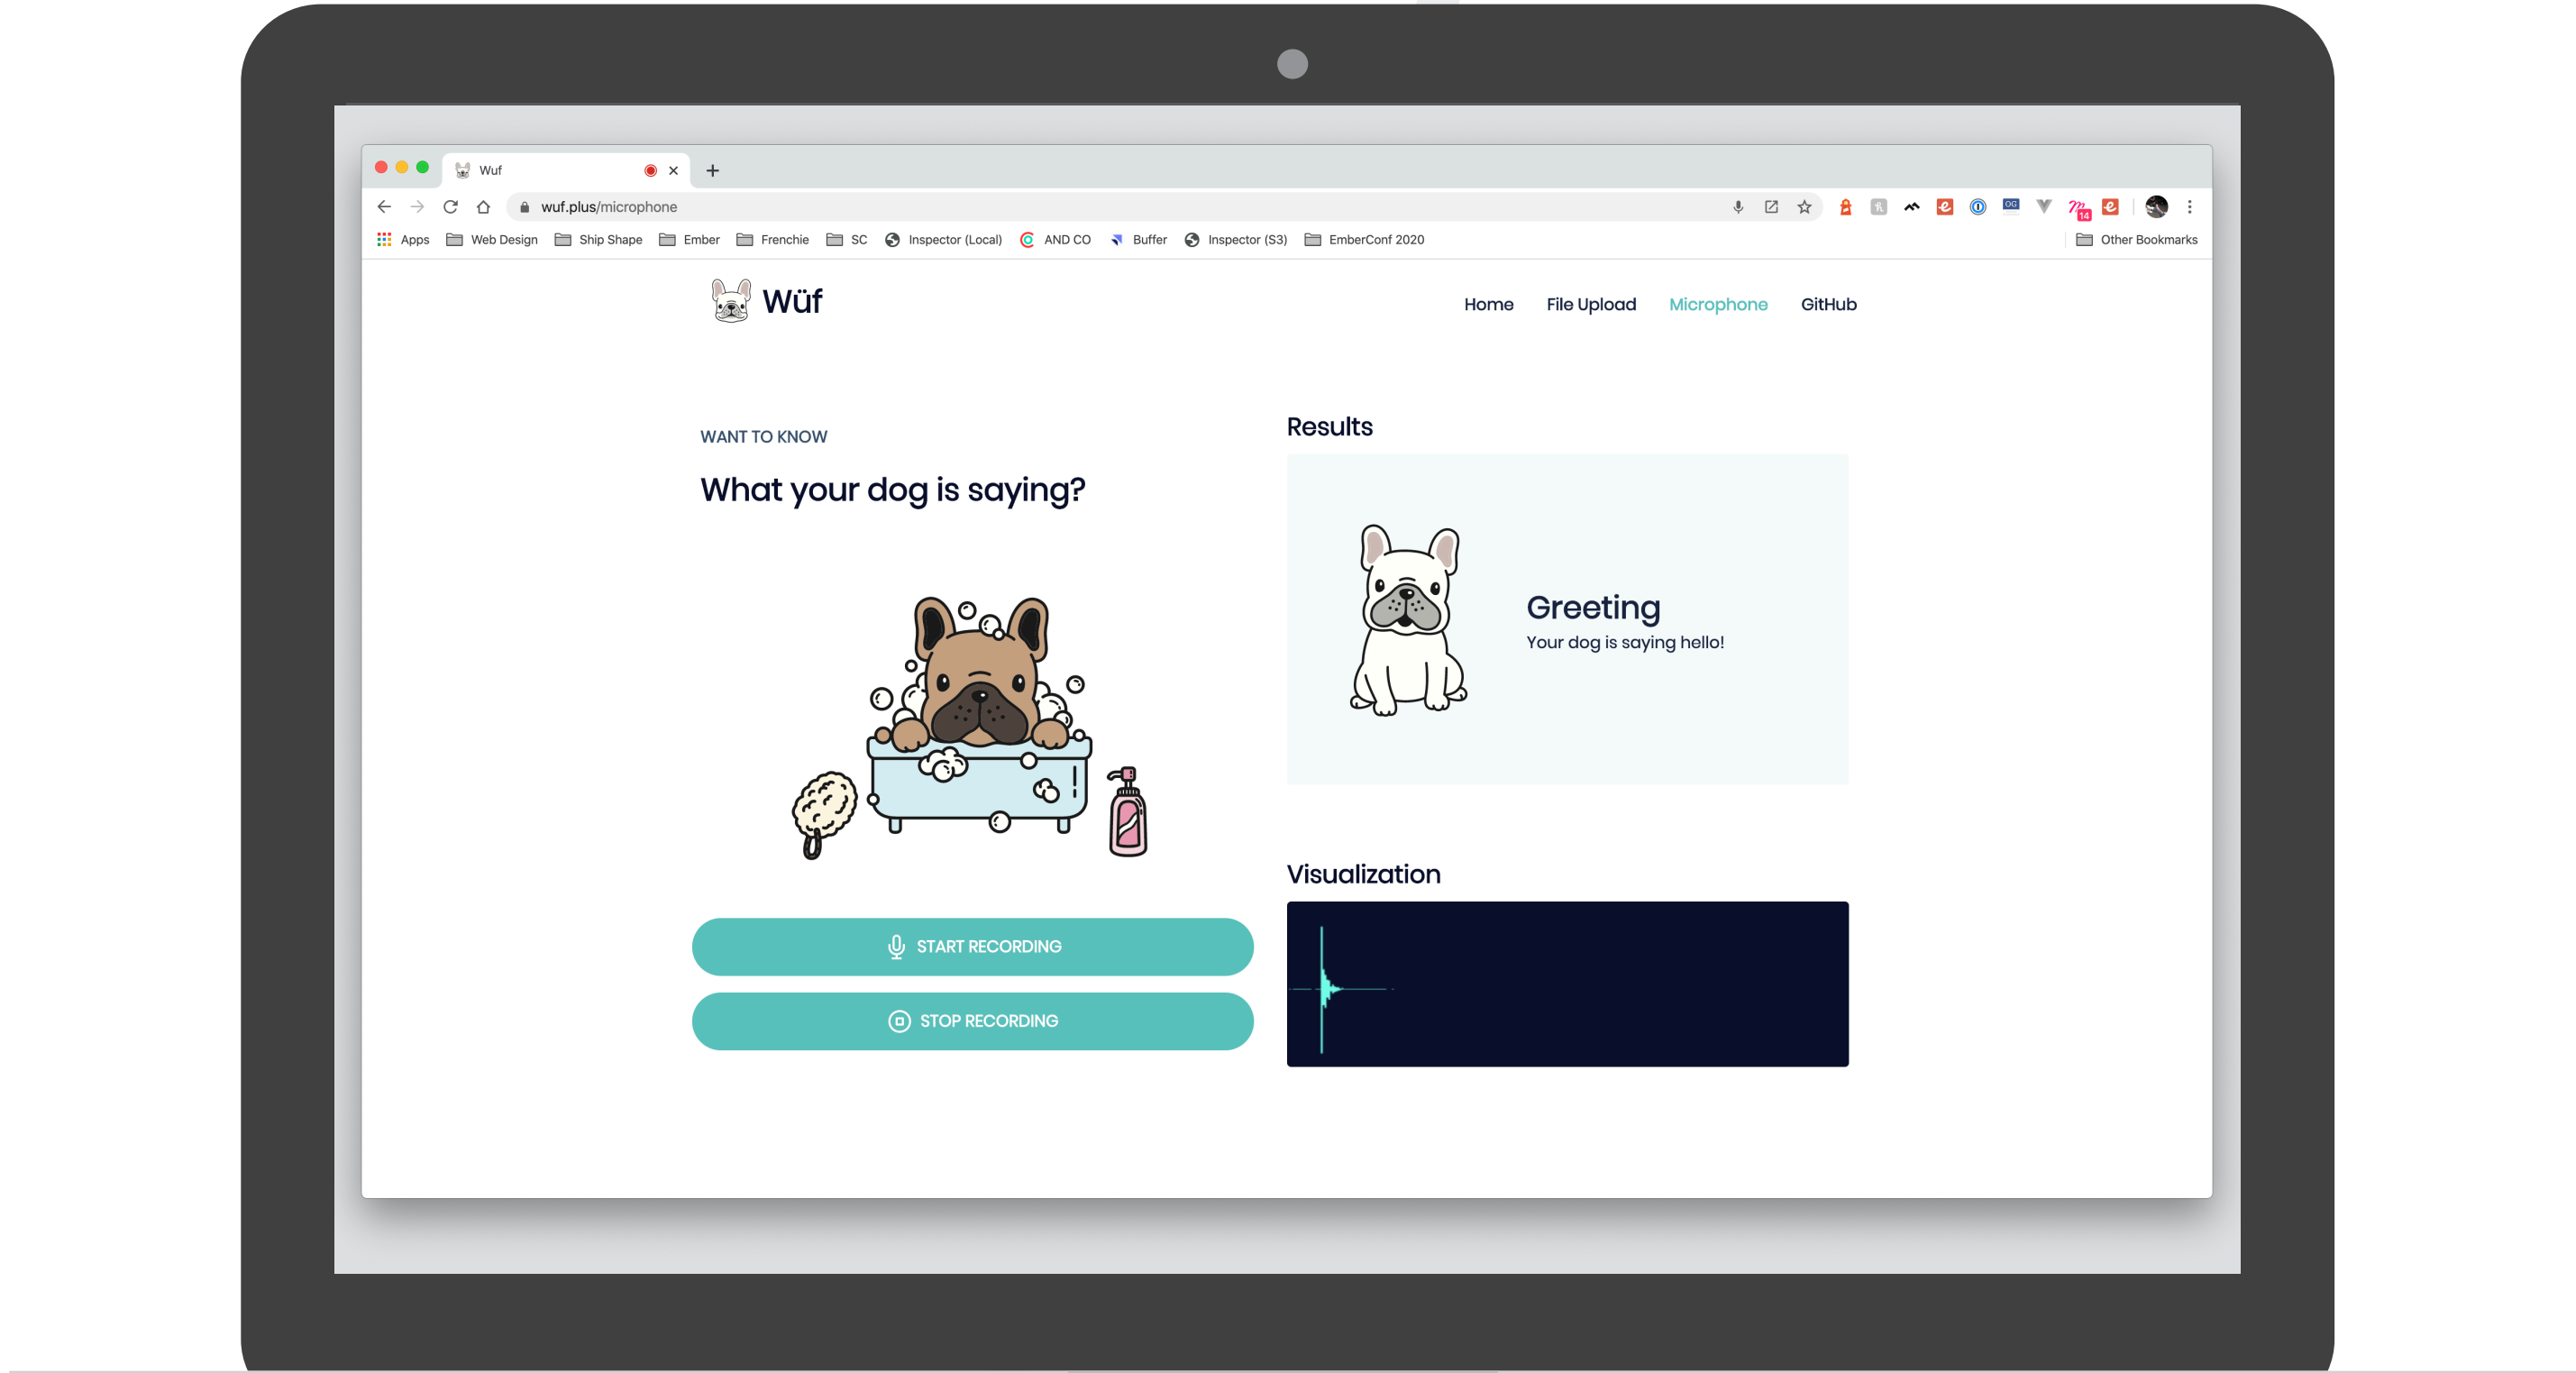 Wuf
wuf.plus/microphone
OG
14
Apps Web Design Ship Shape Ember Frenchie SC Inspector (Local) AND CO Buffer Inspector (S3) EmberConf 2020 Other Bookmarks
Wüf
Home File Upload Microphone GitHub
WANT TO KNOW
What your dog is saying?
START RECORDING
STOP RECORDING
Results
Greeting
Your dog is saying hello!
Visualization